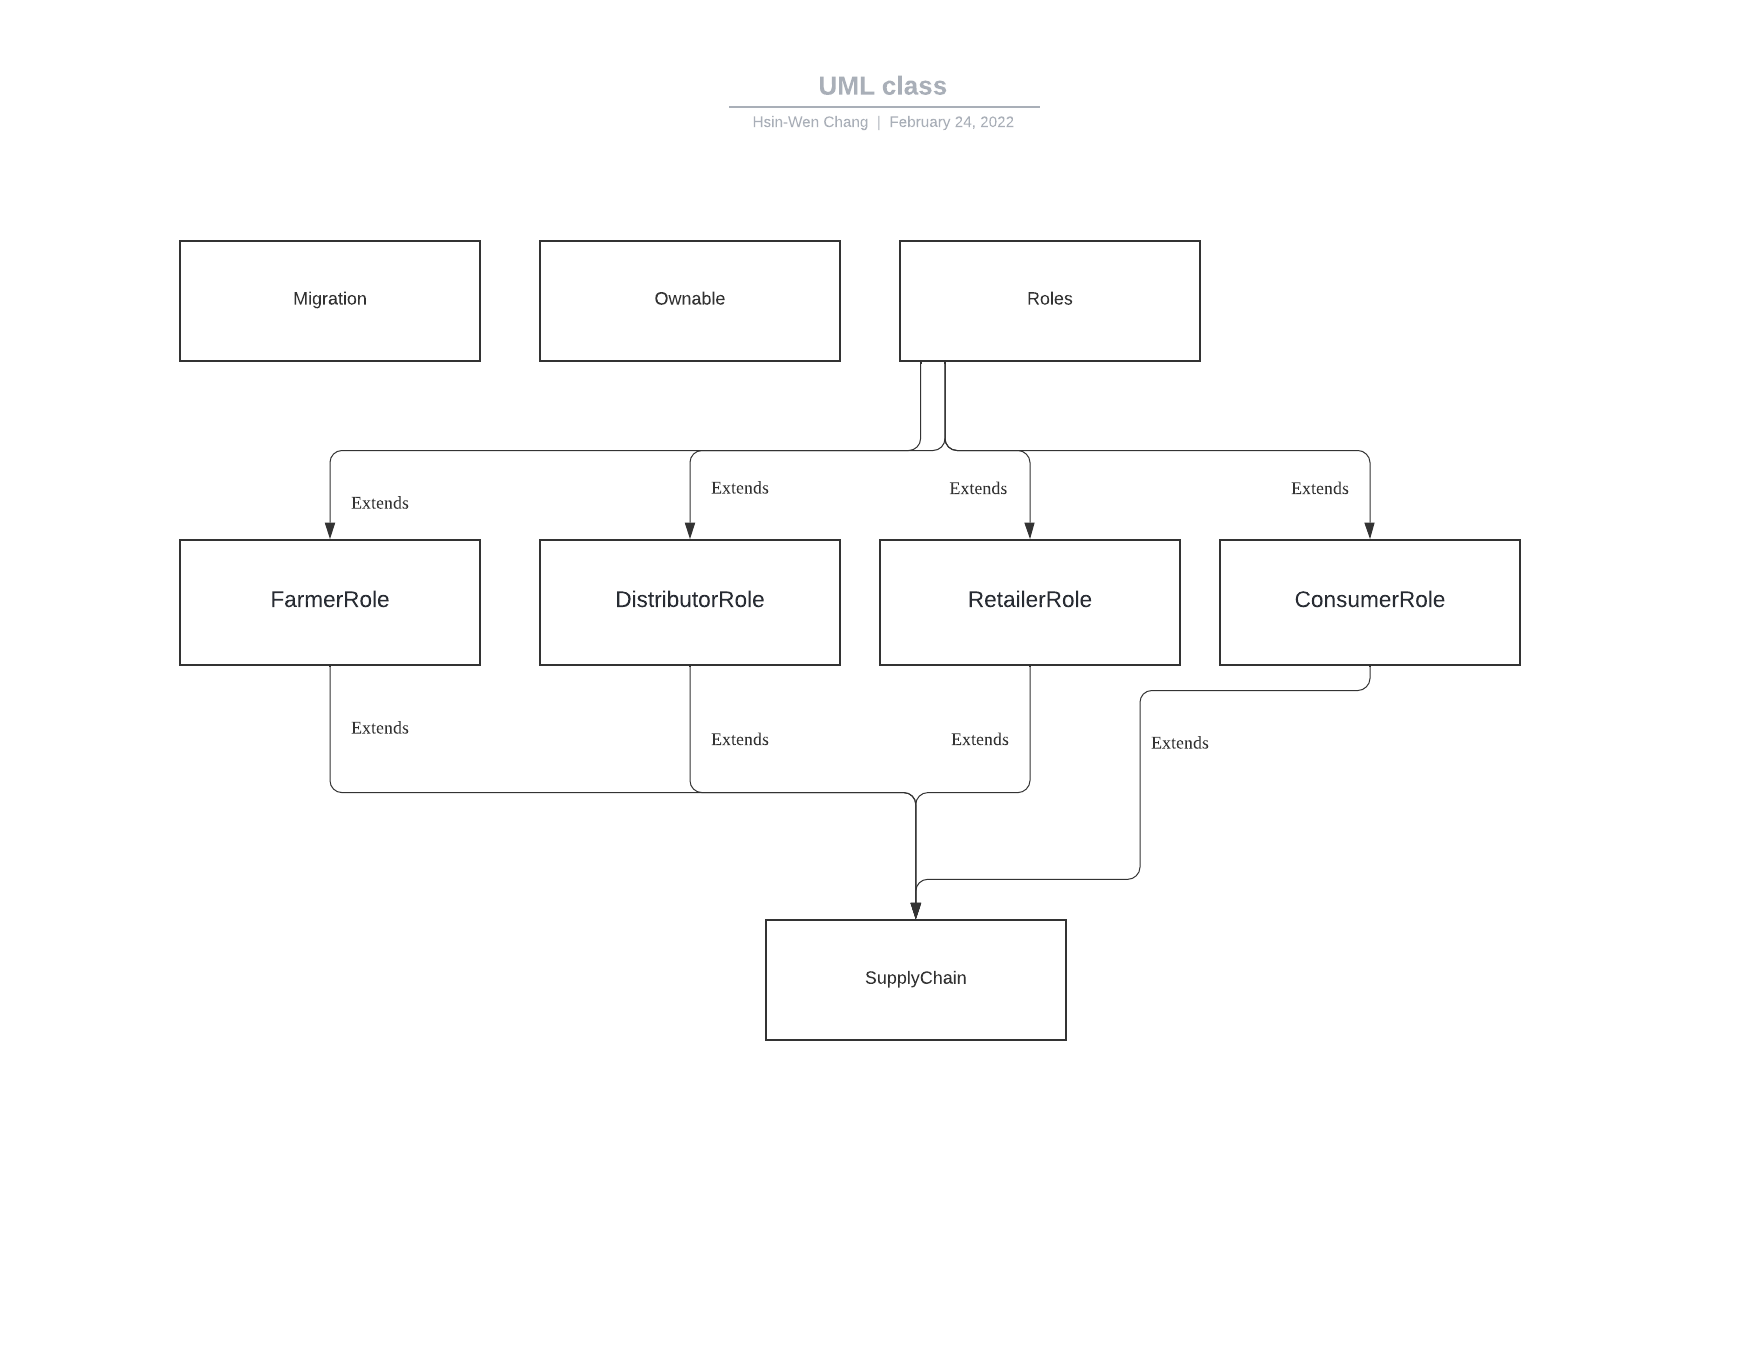 UML class
Hsin-Wen Chang | February 24, 2022
Migration
Ownable
Roles
Extends
Extends
Extends
Extends
FarmerRole
DistributorRole
RetailerRole
ConsumerRole
Extends
Extends
Extends
Extends
SupplyChain